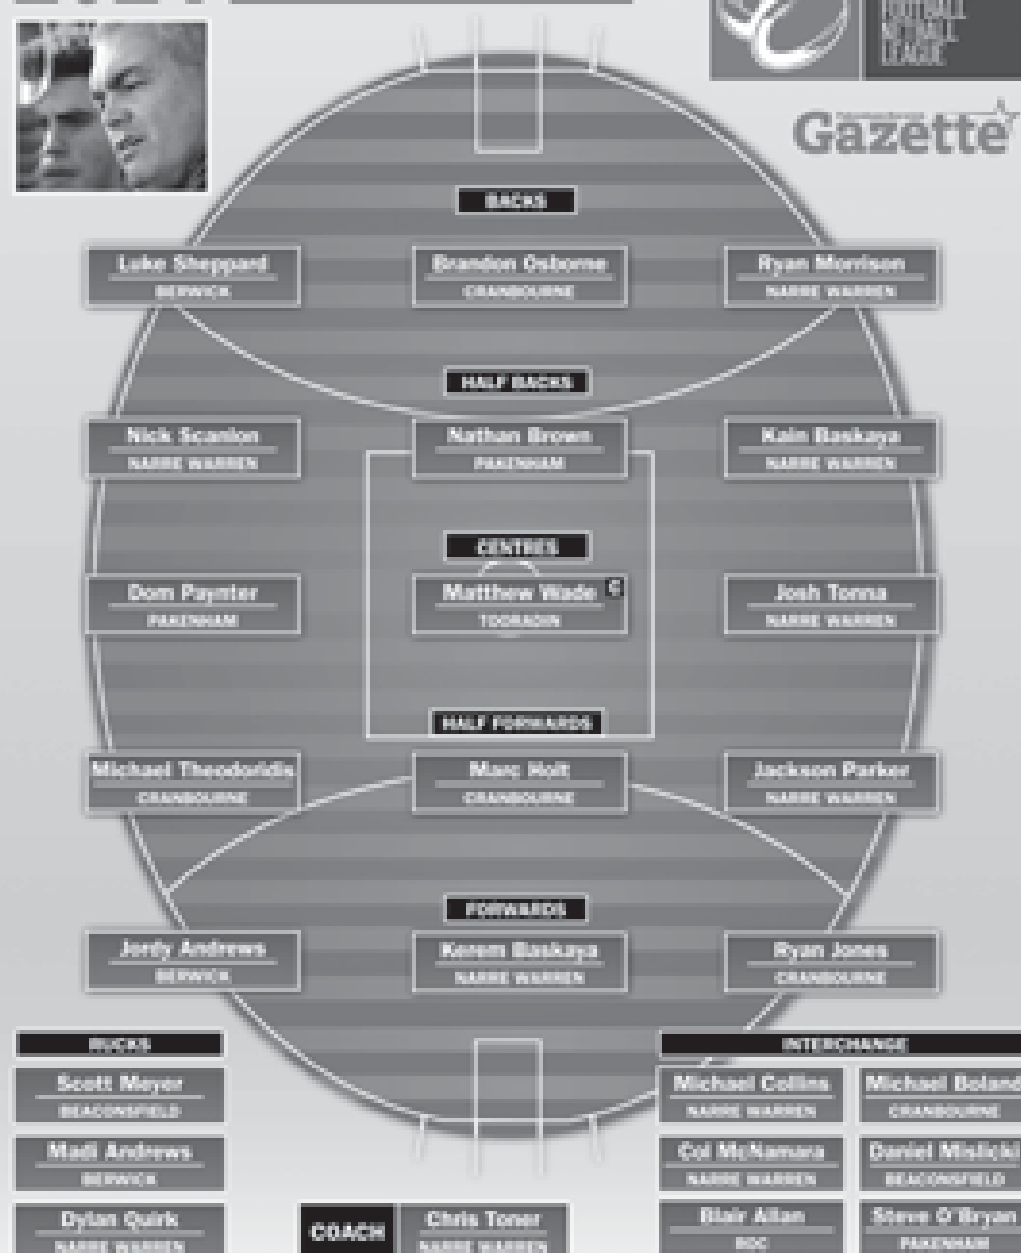 FOOTBALL
NETBALL
LEAGUE
Gazette
BACKS
Luke Sheppard
BERWICK
Brandon Osborne
CRANBOURNE
Ryan Morrison
NARRE WARREN
HALF BACKS
Nick Scanlon
NARRE WARREN
Nathan Brown
PAKENHAM
Kain Baskaya
NARRE WARREN
CENTRES
Dom Paynter
PAKENHAM
Matthew Wade C
TOORADIN
Josh Tonna
NARRE WARREN
HALF FORWARDS
Michael Theodoridis
CRANBOURNE
Marc Holt
CRANBOURNE
Jackson Parker
NARRE WARREN
FORWARDS
Jordy Andrews
BERWICK
Kerem Baskaya
NARRE WARREN
Ryan Jones
CRANBOURNE
RUCKS
Scott Meyer
BEACONSFIELD
Madi Andrews
BERWICK
Dylan Quirk
NARRE WARREN
COACH
Chris Toner
NARRE WARREN
INTERCHANGE
Michael Collins
NARRE WARREN
Michael Boland
CRANBOURNE
Col McNamara
NARRE WARREN
Daniel Mislicki
BEACONSFIELD
Blair Allan
ROC
Steve O'Bryan
PAKENHAM